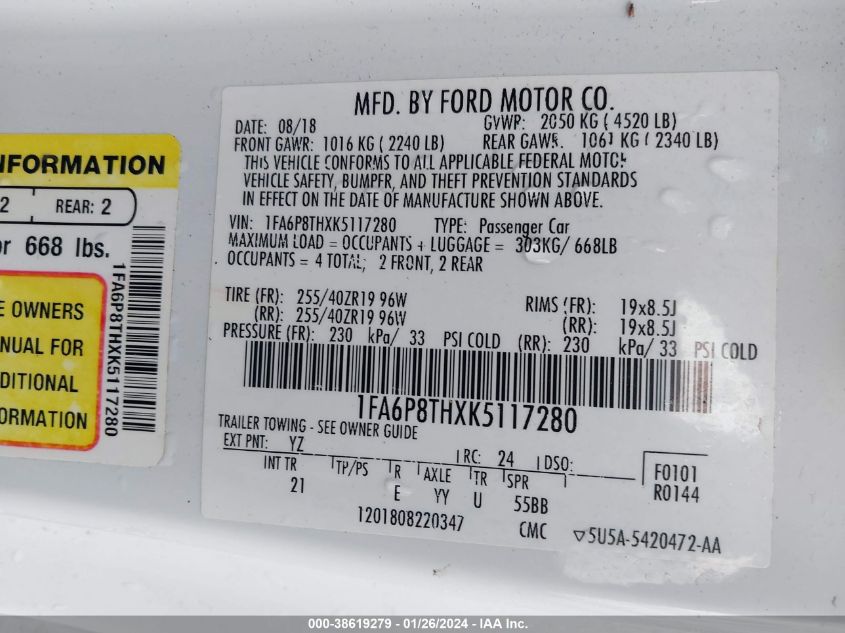 NFORMATION
2 REAR: 2
or 668 lbs.
E OWNERS
NUAL FOR
DDITIONAL
ORMATION
1FA6P8THXK5117280
MFD. BY FORD MOTOR CO.
DATE: 08/18 GVWR: 2050 KG ( 4520 LB)
FRONT GAWR: 1016 KG ( 2240 LB) REAR GAWR: 1061 KG ( 2340 LB)
THIS VEHICLE CONFORMS TO ALL APPLICABLE FEDERAL MOTOR
VEHICLE SAFETY, BUMPER, AND THEFT PREVENTION STANDARDS
IN EFFECT ON THE DATE OF MANUFACTURE SHOWN ABOVE.
VIN: 1FA6P8THXK5117280 TYPE: Passenger Car
MAXIMUM LOAD = OCCUPANTS + LUGGAGE = 303KG/ 668LB
OCCUPANTS = 4 TOTAL; 2 FRONT, 2 REAR
TIRE (FR): 255/40ZR19 96W RIMS (FR): 19x8.5J
(RR): 255/40ZR19 96W (RR): 19x8.5J
PRESSURE (FR): 230 kPa/ 33 PSI COLD (RR): 230 kPa/ 33 PSI COLD
1FA6P8THXK5117280
TRAILER TOWING - SEE OWNER GUIDE
EXT PNT: YZ RC: 24 DSO: F0101
INT TR TP/PS R AXLE TR SPR R0144
21 E YY U 55BB
1201808220347 CMC ▽5U5A-5420472-AA
000-38619279 - 01/26/2024 - IAA Inc.